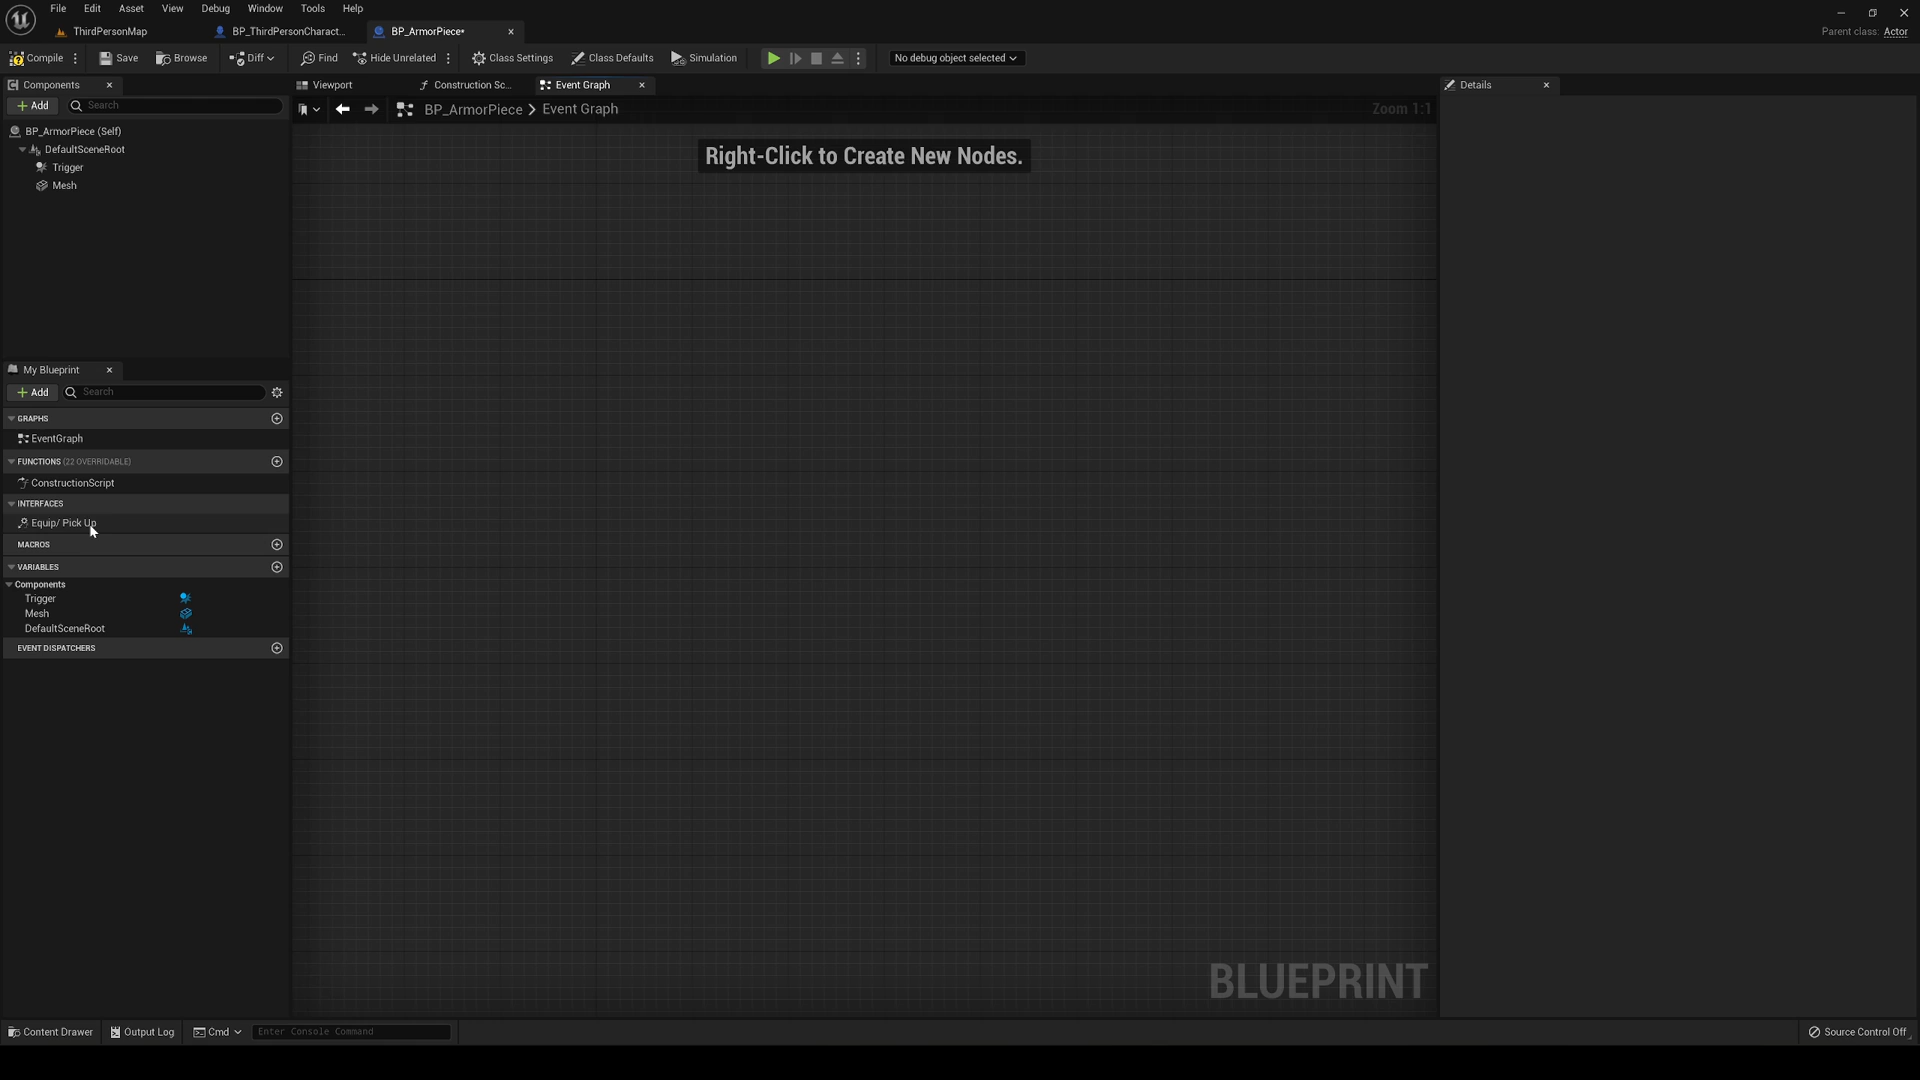 File Edit Asset View Debug Window Tools Help
ThirdPersonMap BP_ThirdPersonCharact... BP_ArmorPiece*
Parent class: Actor
Compile Save Browse Diff Find Hide Unrelated Class Settings Class Defaults Simulation No debug object selected
Components Viewport Construction Sc... Event Graph Details
Add Search BP_ArmorPiece > Event Graph Zoom 1:1
BP_ArmorPiece (Self)
DefaultSceneRoot
Right-Click to Create New Nodes.
Trigger
Mesh
My Blueprint
Add Search
GRAPHS
EventGraph
FUNCTIONS (22 OVERRIDABLE)
ConstructionScript
INTERFACES
Equip/ Pick Up
MACROS
VARIABLES
Components
Trigger
Mesh
DefaultSceneRoot
EVENT DISPATCHERS
BLUEPRINT
Content Drawer Output Log Cmd Enter Console Command Source Control Off